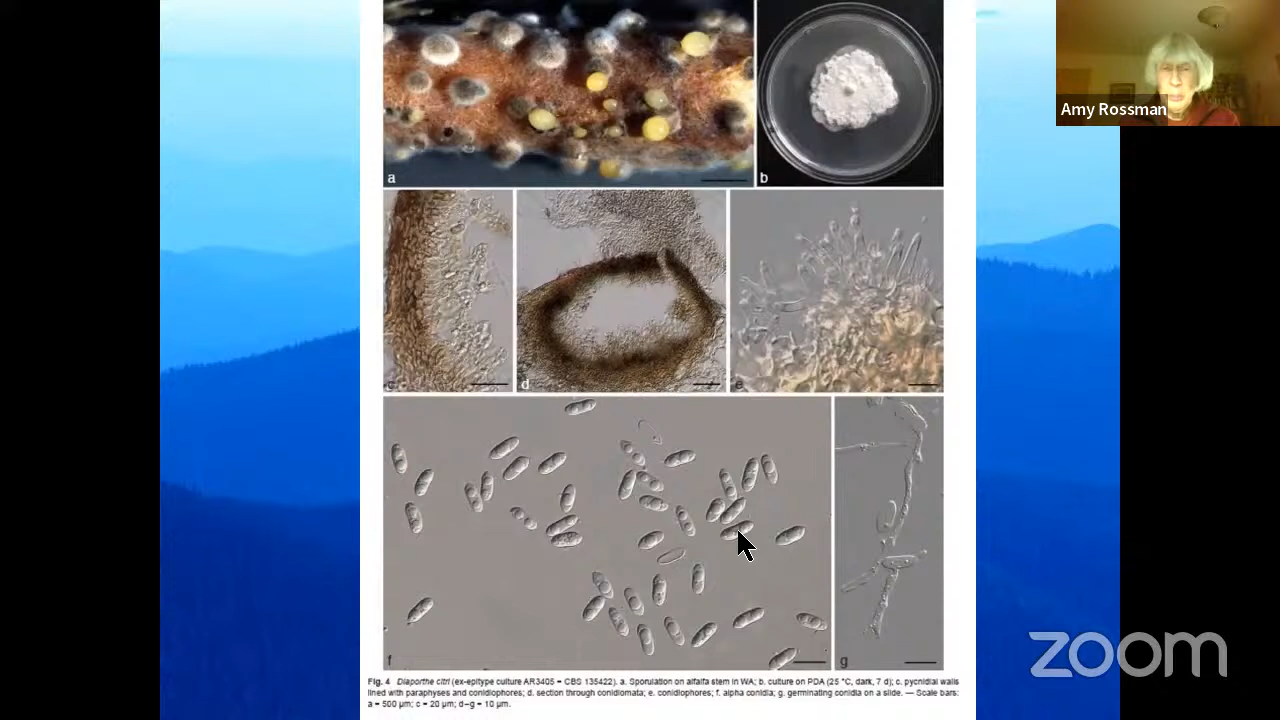 Amy Rossman
a
b
c
d
e
f
g
zoom
Fig. 4 Diaporthe citri (ex-epitype culture AR3405 = CBS 135422). a. Sporulation on alfalfa stem in WA; b. culture on PDA (25 °C, dark, 7 d); c. pycnidial walls
lined with paraphyses and conidiophores; d. section through conidiomata; e. conidiophores; f. alpha conidia; g. germinating conidia on a slide. — Scale bars:
a = 500 µm; c = 20 µm; d–g = 10 µm.